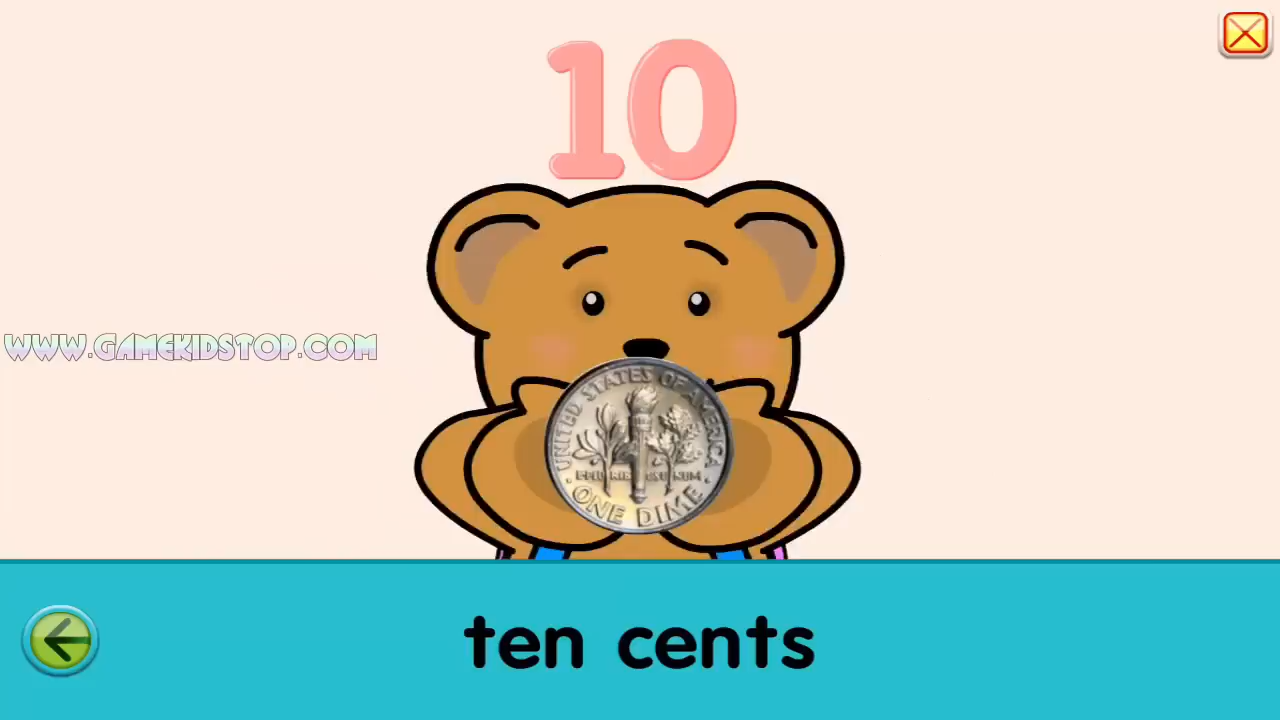 10
WWW.GAMEKIDSTOP.COM
UNITED STATES OF AMERICA
ONE DIME
ten cents